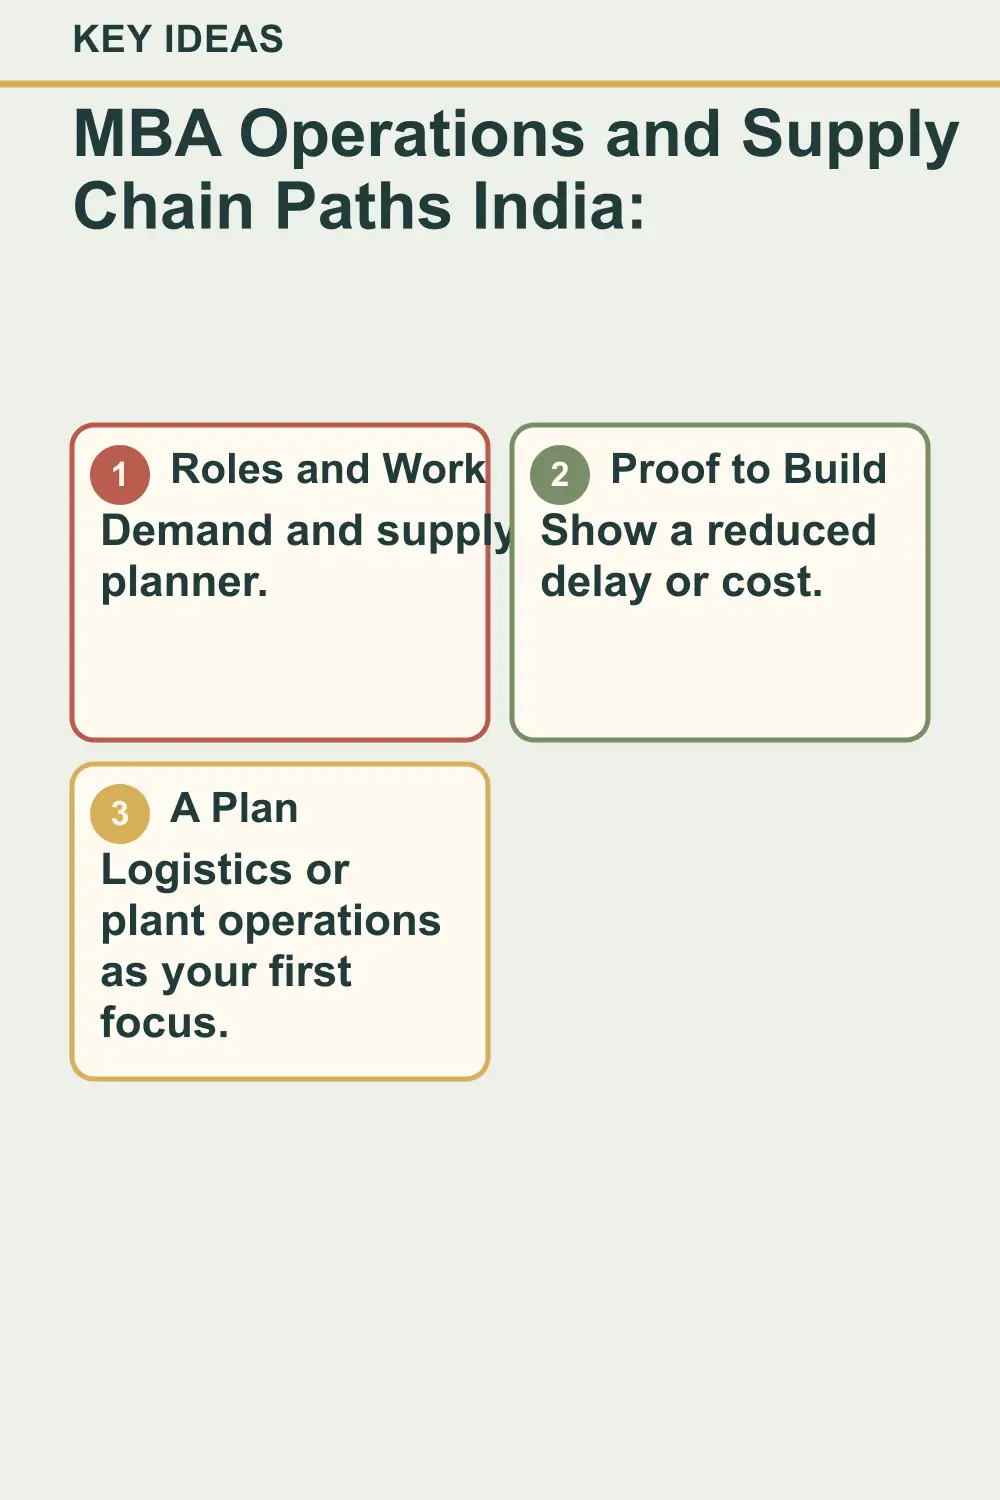 KEY IDEAS
MBA Operations and Supply
Chain Paths India:
1 Roles and Work
Demand and supply
planner.
2 Proof to Build
Show a reduced
delay or cost.
3 A Plan
Logistics or
plant operations
as your first
focus.